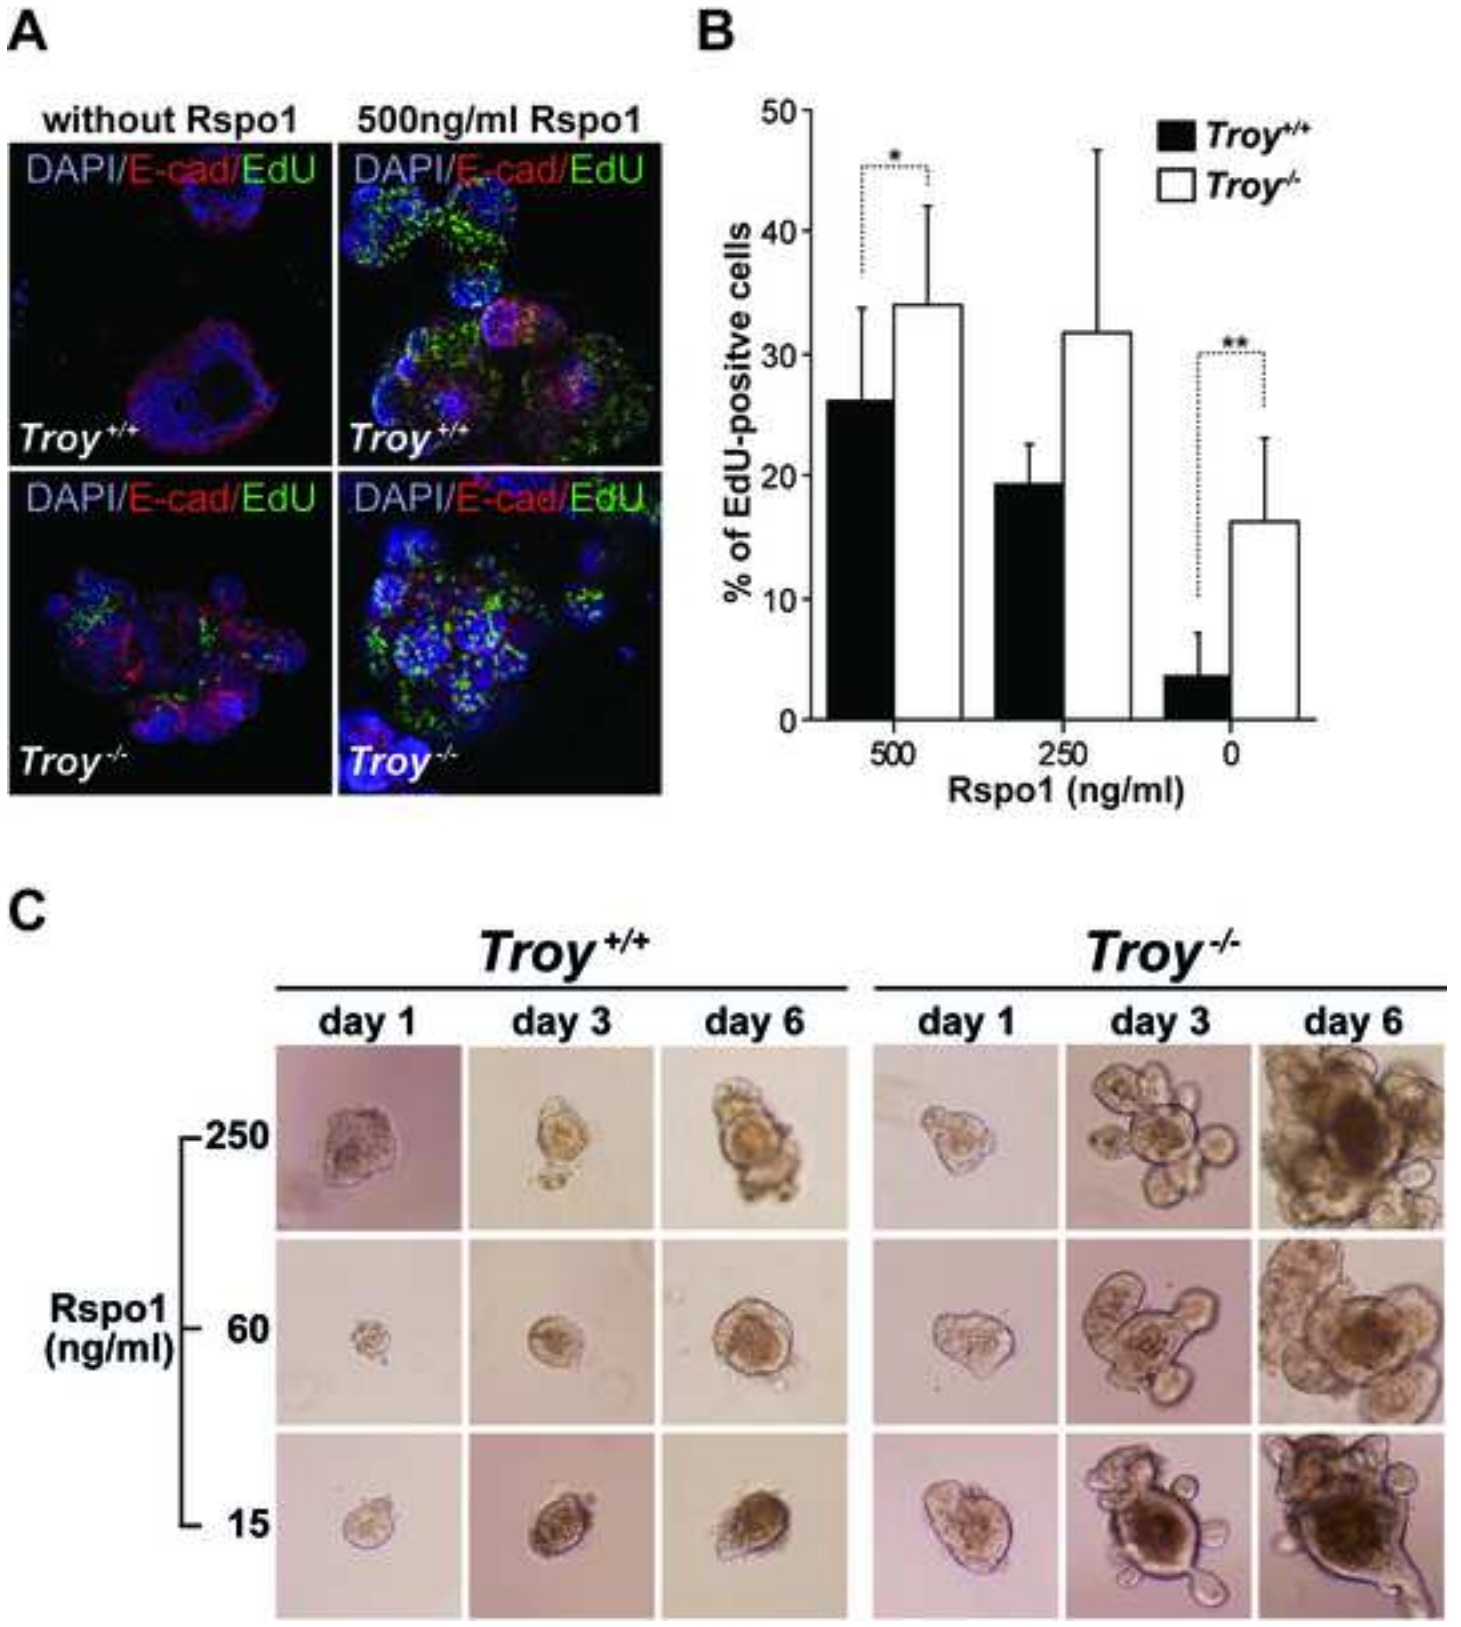 A
without Rspo1
500ng/ml Rspo1
DAPI/E-cad/EdU
DAPI/E-cad/EdU
Troy+/+
Troy+/+
DAPI/E-cad/EdU
DAPI/E-cad/EdU
Troy-/-
Troy-/-
B
% of EdU-positve cells
50
40
30
20
10
0
*
**
Troy+/+
Troy-/-
500
250
0
Rspo1 (ng/ml)
C
Troy+/+
Troy-/-
day 1
day 3
day 6
day 1
day 3
day 6
Rspo1
(ng/ml)
250
60
15